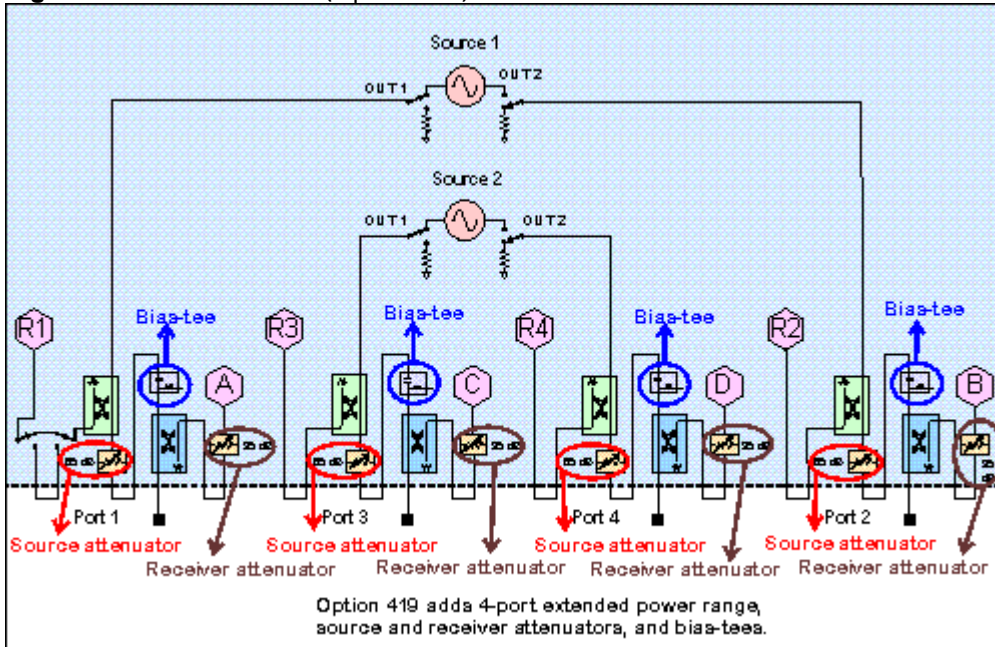 Source 1
OUT1
OUT2
Source 2
OUT1
OUT2
R1
Bias-tee
R3
Bias-tee
R4
Bias-tee
R2
Bias-tee
A
C
D
B
Port 1
Port 3
Port 4
Port 2
Source attenuator
Source attenuator
Source attenuator
Source attenuator
Receiver attenuator
Receiver attenuator
Receiver attenuator
Receiver attenuator
Option 419 adds 4-port extended power range,
source and receiver attenuators, and bias-tees.